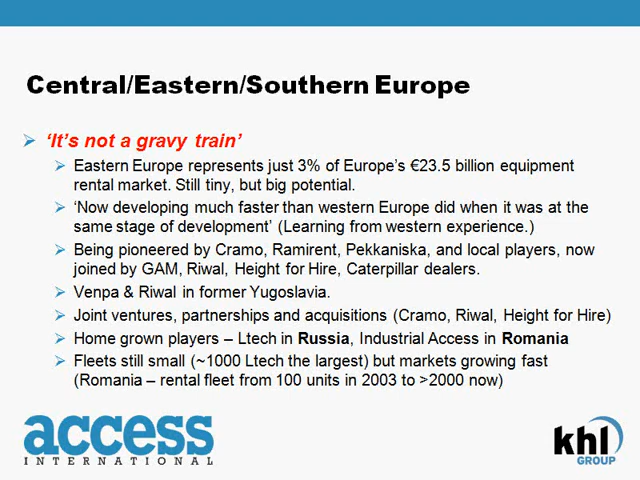 Central/Eastern/Southern Europe
‘It’s not a gravy train’
Eastern Europe represents just 3% of Europe’s €23.5 billion equipment
rental market. Still tiny, but big potential.
‘Now developing much faster than western Europe did when it was at the
same stage of development’ (Learning from western experience.)
Being pioneered by Cramo, Ramirent, Pekkaniska, and local players, now
joined by GAM, Riwal, Height for Hire, Caterpillar dealers.
Venpa & Riwal in former Yugoslavia.
Joint ventures, partnerships and acquisitions (Cramo, Riwal, Height for Hire)
Home grown players – Ltech in Russia, Industrial Access in Romania
Fleets still small (~1000 Ltech the largest) but markets growing fast
(Romania – rental fleet from 100 units in 2003 to >2000 now)
access
INTERNATIONAL
khl
GROUP